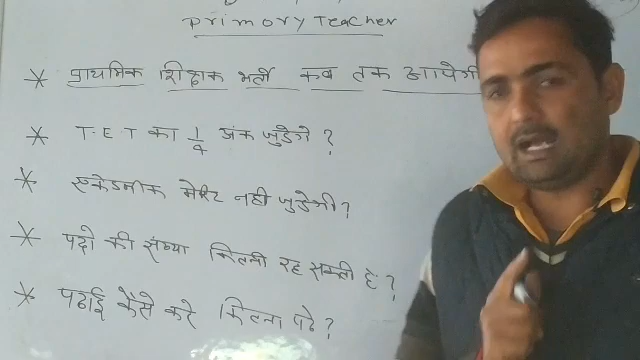 Primory Teacher
* प्राथमिक शिक्षक भर्ती कब तक आयेगी
* T.E.T का 1/4 अंक जुडेगे ?
* एकेडमीक मेरिट नही जुडेगी ?
* पदो की संख्या कितनी रह सकती है ?
* पढाई कैसे करे कितना पढे ?